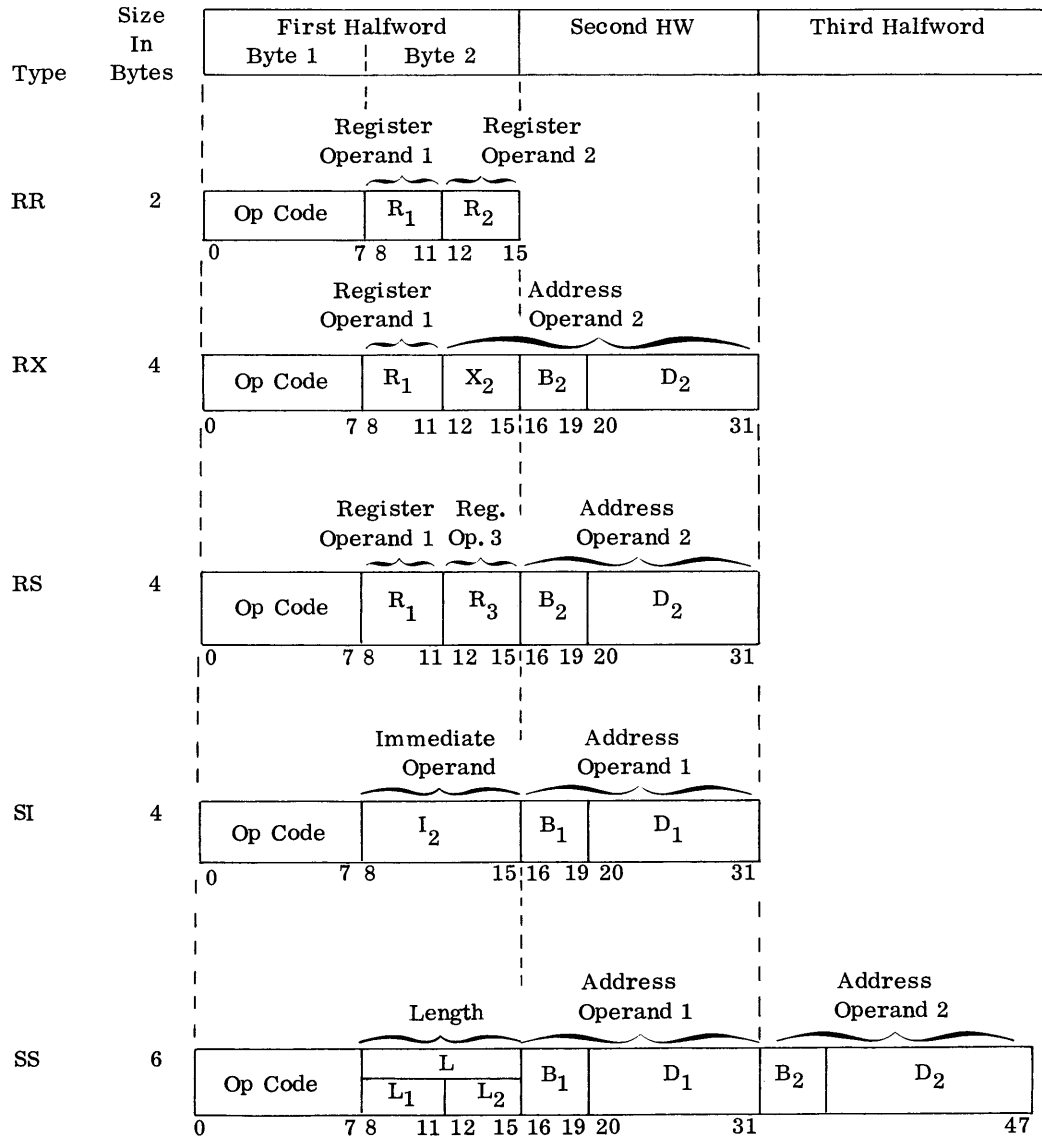 Size
In
Type Bytes
First Halfword Second HW Third Halfword
Byte 1 Byte 2
Register Register
Operand 1 Operand 2
RR 2 Op Code R1 R2
0 7 8 11 12 15
Register Address
Operand 1 Operand 2
RX 4 Op Code R1 X2 B2 D2
0 7 8 11 12 15 16 19 20 31
Register Reg. Address
Operand 1 Op. 3 Operand 2
RS 4 Op Code R1 R3 B2 D2
0 7 8 11 12 15 16 19 20 31
Immediate Address
Operand Operand 1
SI 4 Op Code I2 B1 D1
0 7 8 15 16 19 20 31
Address Address
Length Operand 1 Operand 2
SS 6 Op Code L B1 D1 B2 D2
L1 L2
0 7 8 11 12 15 16 19 20 31 47